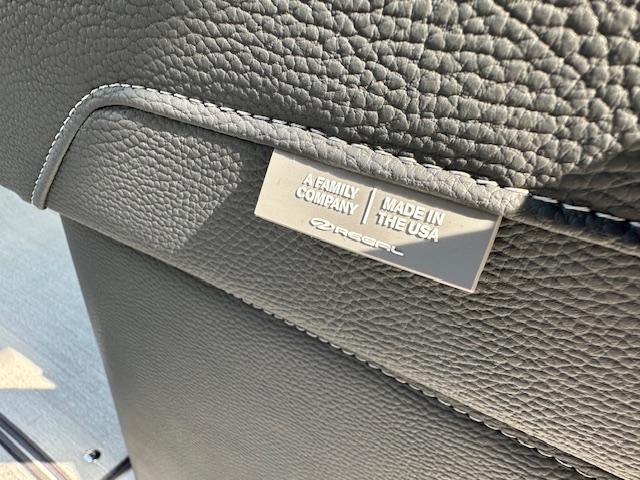 A FAMILY
COMPANY
MADE IN
THE USA
REGAL